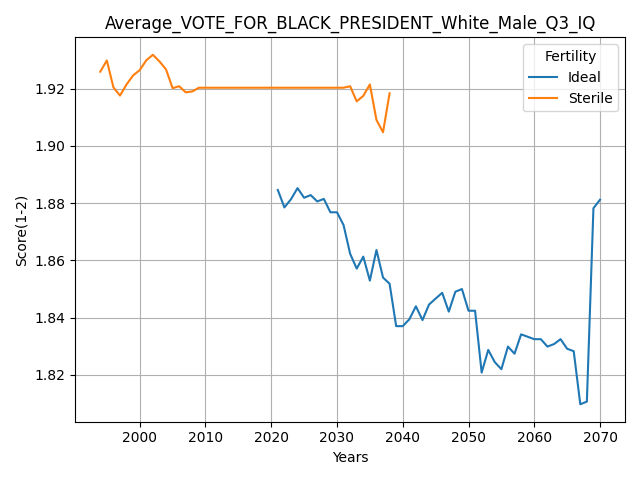 Average_VOTE_FOR_BLACK_PRESIDENT_White_Male_Q3_IQ
Fertility
Ideal
Sterile
1.92
1.90
1.88
1.86
1.84
1.82
Score(1-2)
2000 2010 2020 2030 2040 2050 2060 2070
Years